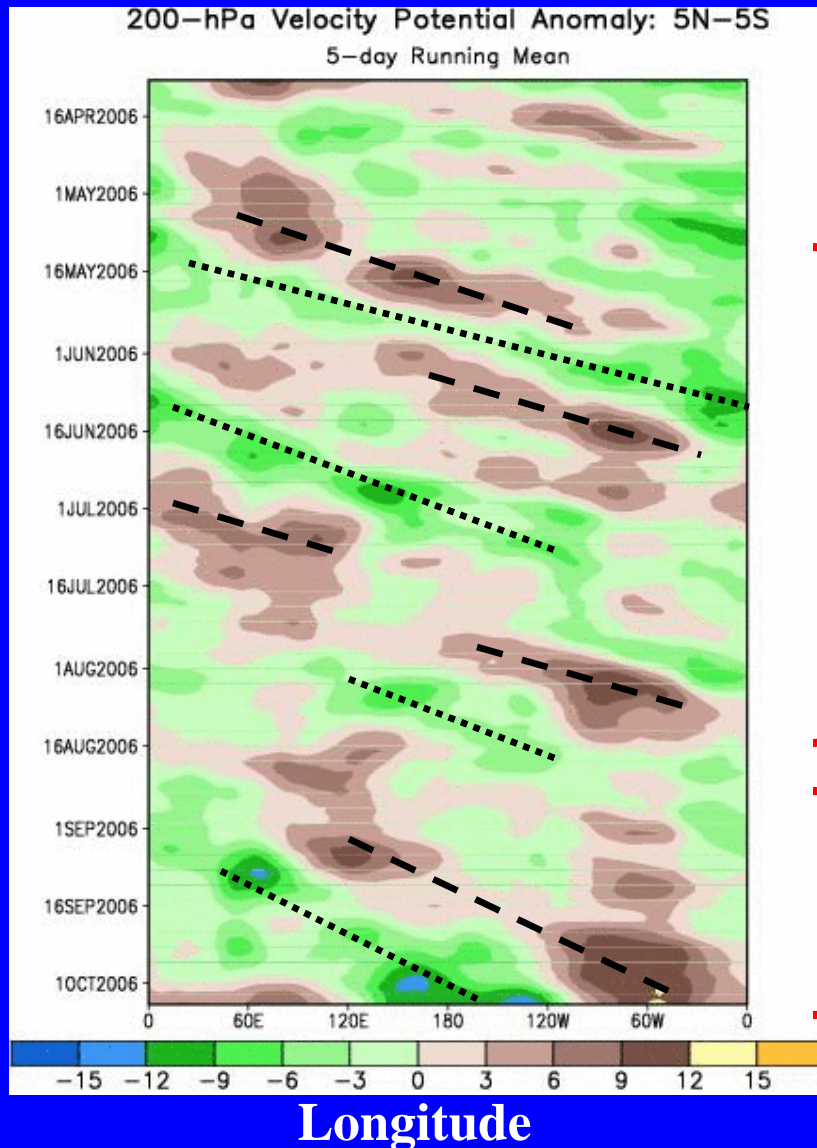 200-hPa Velocity Potential Anomaly: 5N-5S
5-day Running Mean
16APR2006
1MAY2006
16MAY2006
1JUN2006
16JUN2006
1JUL2006
16JUL2006
1AUG2006
16AUG2006
1SEP2006
16SEP2006
1OCT2006
0 60E 120E 180 120W 60W 0
-15 -12 -9 -6 -3 0 3 6 9 12 15
Longitude